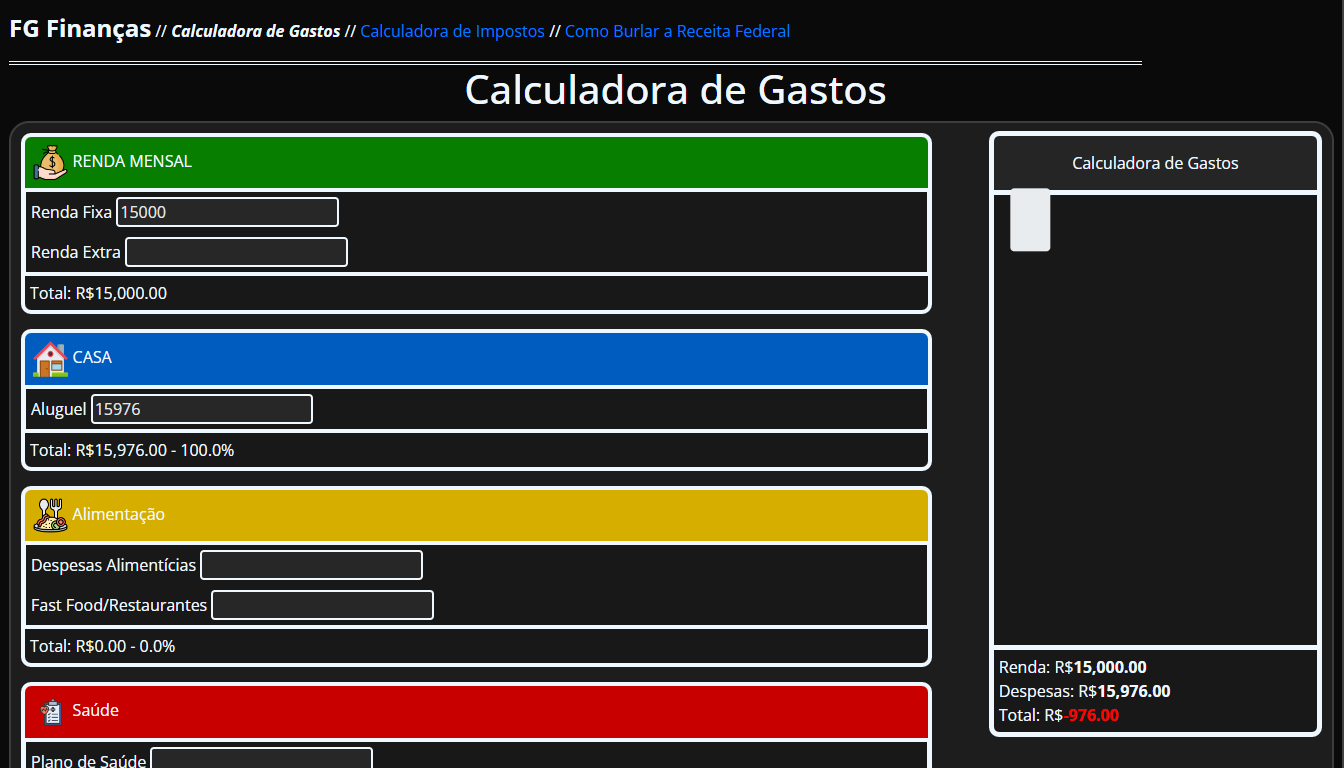 FG Finanças // Calculadora de Gastos // Calculadora de Impostos // Como Burlar a Receita Federal
Calculadora de Gastos
RENDA MENSAL
Renda Fixa 15000
Renda Extra
Total: R$15,000.00
CASA
Aluguel 15976
Total: R$15,976.00 - 100.0%
Alimentação
Despesas Alimentícias
Fast Food/Restaurantes
Total: R$0.00 - 0.0%
Saúde
Plano de Saúde
Calculadora de Gastos
Renda: R$15,000.00
Despesas: R$15,976.00
Total: R$-976.00